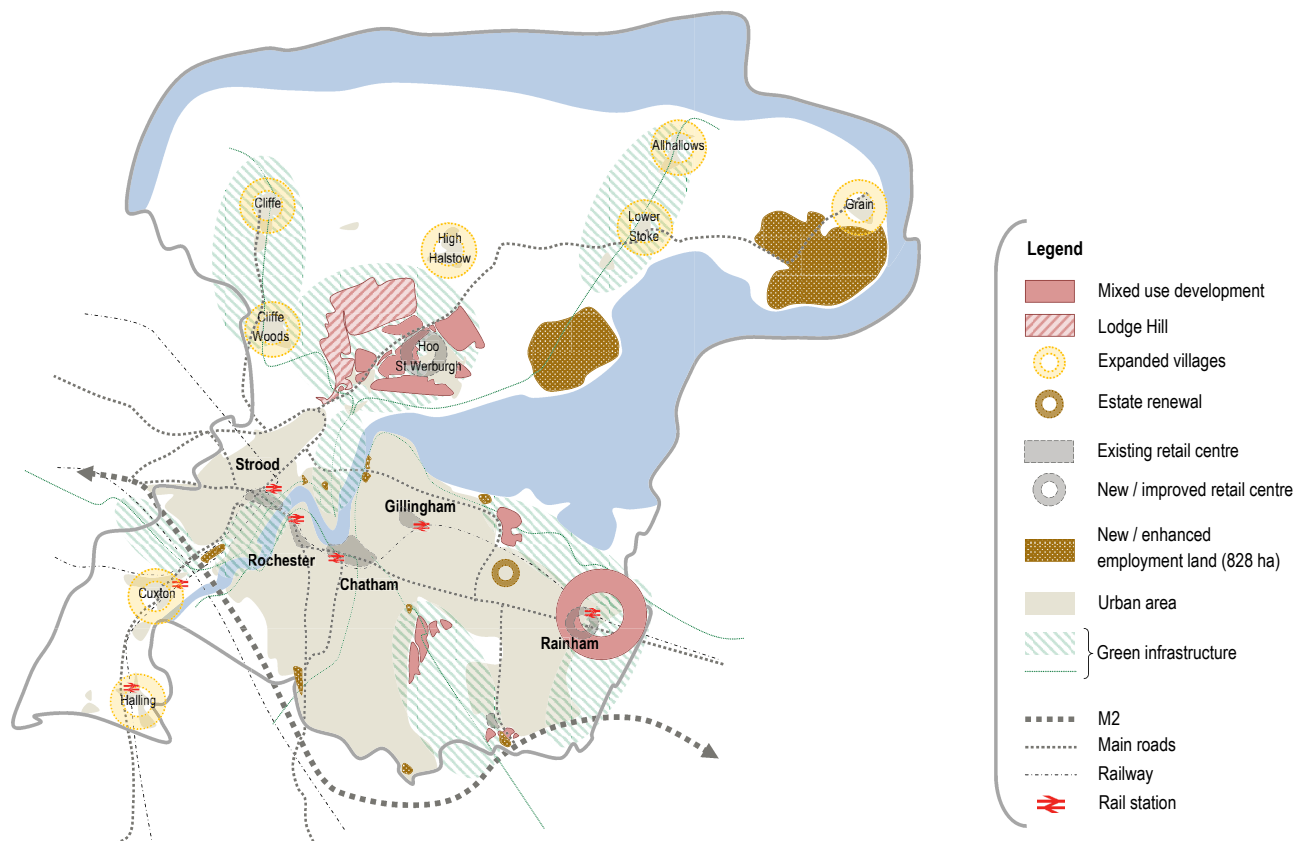 Allhallows
Cliffe
Grain
Lower
Stoke
High
Halstow
Cliffe
Woods
Hoo
St Werburgh
Strood
Gillingham
Rochester
Chatham
Cuxton
Rainham
Halling
Legend
Mixed use development
Lodge Hill
Expanded villages
Estate renewal
Existing retail centre
New / improved retail centre
New / enhanced
employment land (828 ha)
Urban area
Green infrastructure
M2
Main roads
Railway
Rail station